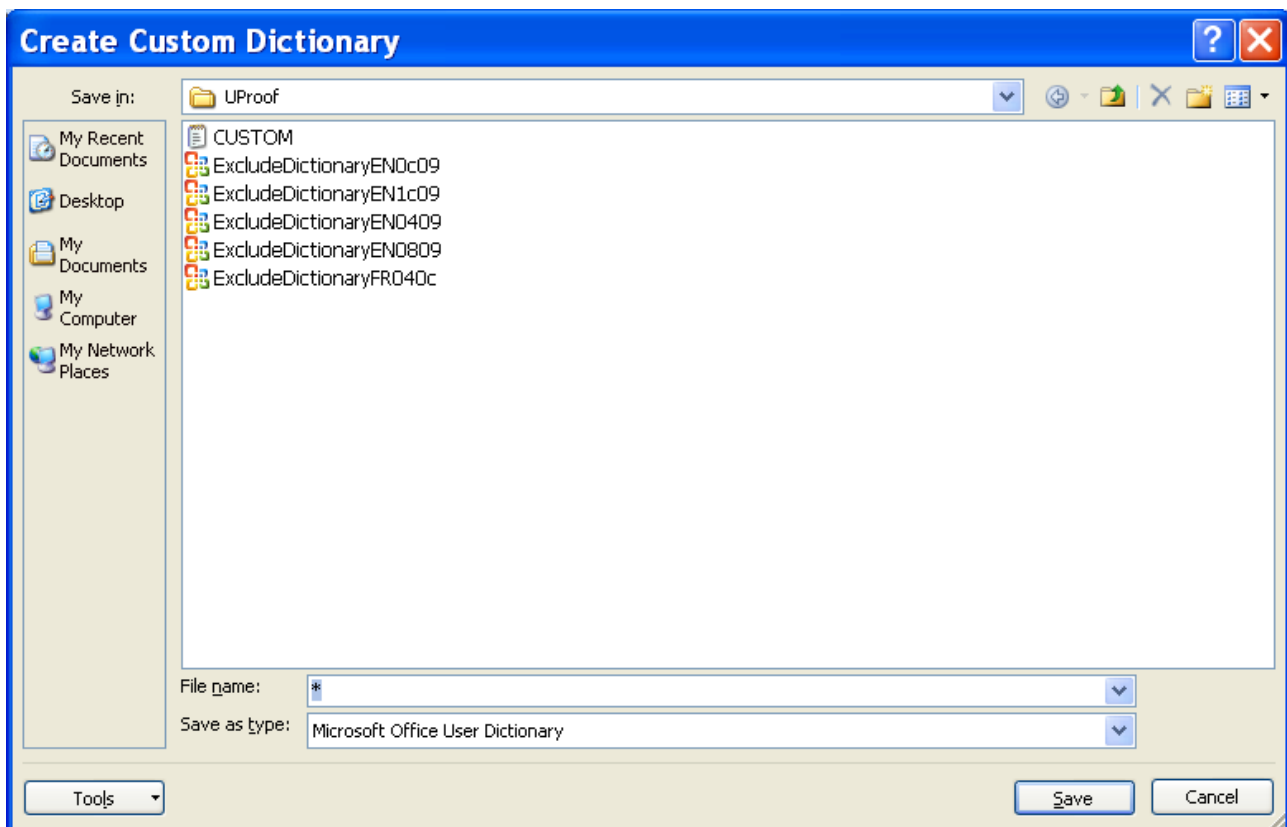 Create Custom Dictionary
?
Save in:
UProof
My Recent
Documents
Desktop
My
Documents
My
Computer
My Network
Places
CUSTOM
ExcludeDictionaryEN0c09
ExcludeDictionaryEN1c09
ExcludeDictionaryEN0409
ExcludeDictionaryEN0809
ExcludeDictionaryFR040c
File name:
*
Save as type:
Microsoft Office User Dictionary
Tools
Save
Cancel